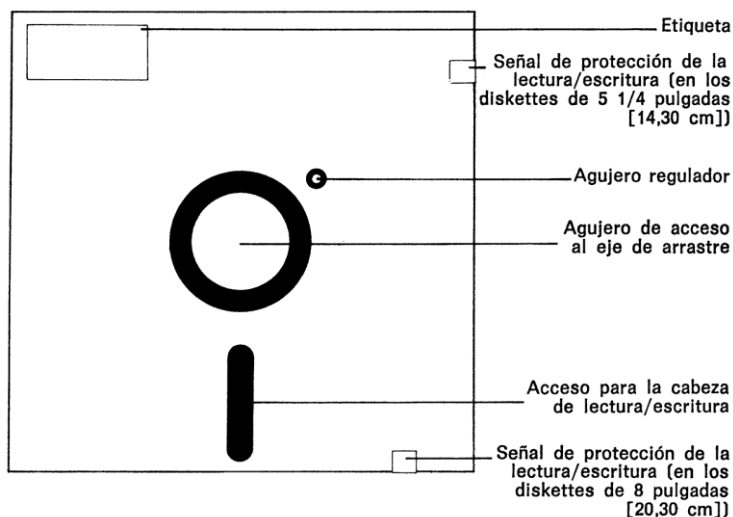 Etiqueta
Señal de protección de la
lectura/escritura (en los
diskettes de 5 1/4 pulgadas
[14,30 cm])
Agujero regulador
Agujero de acceso
al eje de arrastre
Acceso para la cabeza
de lectura/escritura
Señal de protección de la
lectura/escritura (en los
diskettes de 8 pulgadas
[20,30 cm])